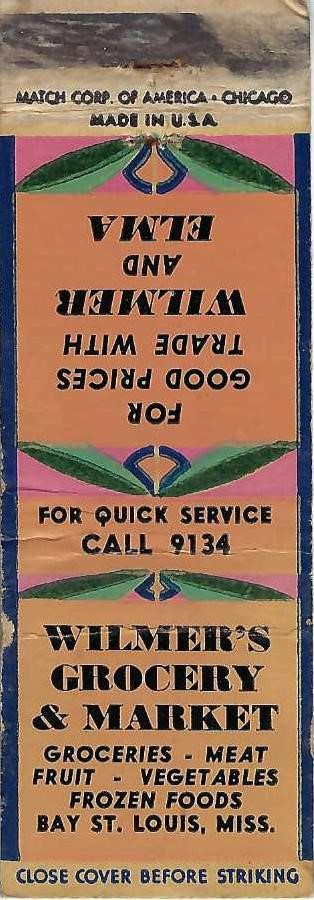 MATCH CORP. OF AMERICA • CHICAGO
MADE IN U.S.A
FOR
GOOD PRICES
TRADE WITH
WILMER
AND
ELMA
FOR QUICK SERVICE
CALL 9134
WILMER'S
GROCERY
& MARKET
GROCERIES - MEAT
FRUIT - VEGETABLES
FROZEN FOODS
BAY ST. LOUIS, MISS.
CLOSE COVER BEFORE STRIKING